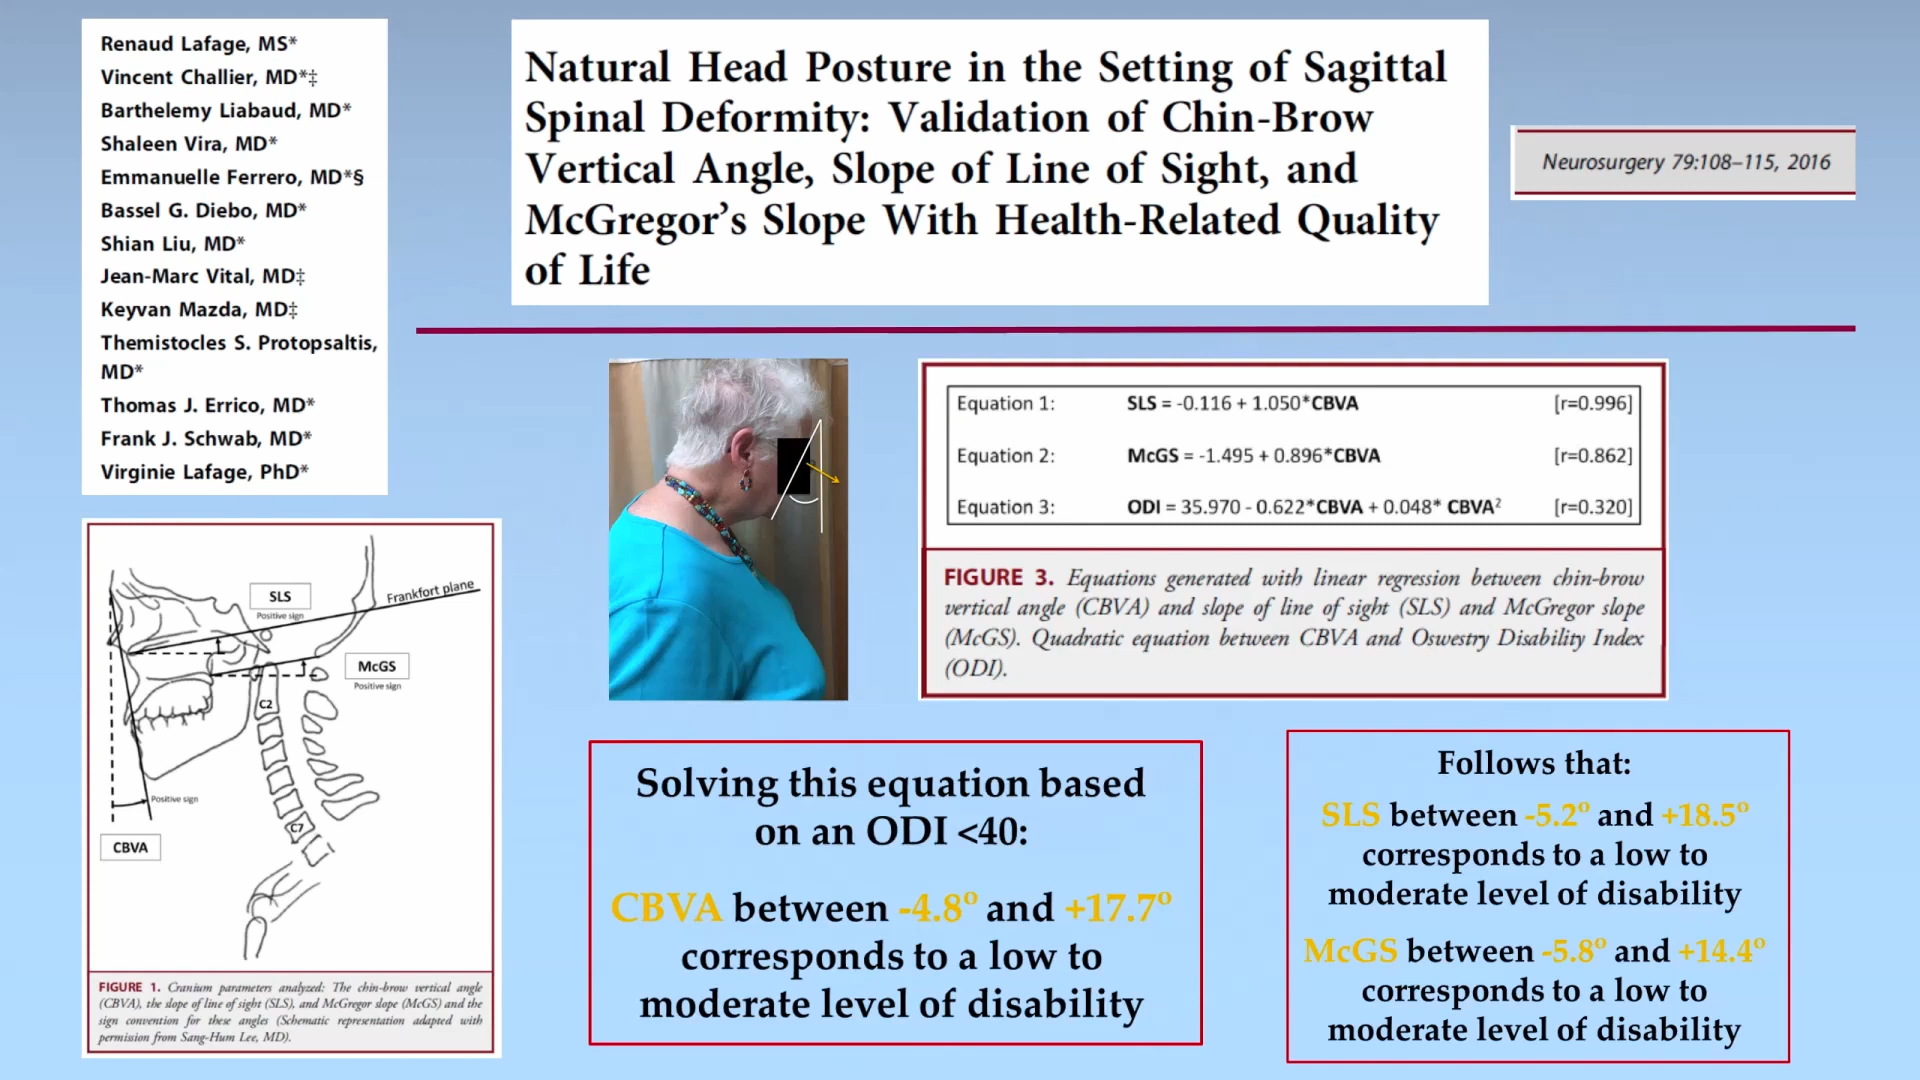 Renaud Lafage, MS*
Vincent Challier, MD*‡
Barthelemy Liabaud, MD*
Shaleen Vira, MD*
Emmanuelle Ferrero, MD*§
Bassel G. Diebo, MD*
Shian Liu, MD*
Jean-Marc Vital, MD‡
Keyvan Mazda, MD‡
Themistocles S. Protopsaltis,
MD*
Thomas J. Errico, MD*
Frank J. Schwab, MD*
Virginie Lafage, PhD*
Natural Head Posture in the Setting of Sagittal
Spinal Deformity: Validation of Chin-Brow
Vertical Angle, Slope of Line of Sight, and
McGregor’s Slope With Health-Related Quality
of Life
Neurosurgery 79:108–115, 2016
SLS
Positive sign
Frankfort plane
McGS
Positive sign
C2
C7
Positive sign
CBVA
FIGURE 1. Cranium parameters analyzed: The chin-brow vertical angle
(CBVA), the slope of line of sight (SLS), and McGregor slope (McGS) and the
sign convention for these angles (Schematic representation adapted with
permission from Sang-Hum Lee, MD).
Equation 1: SLS = -0.116 + 1.050*CBVA [r=0.996]
Equation 2: McGS = -1.495 + 0.896*CBVA [r=0.862]
Equation 3: ODI = 35.970 - 0.622*CBVA + 0.048* CBVA² [r=0.320]
FIGURE 3. Equations generated with linear regression between chin-brow
vertical angle (CBVA) and slope of line of sight (SLS) and McGregor slope
(McGS). Quadratic equation between CBVA and Oswestry Disability Index
(ODI).
Solving this equation based
on an ODI <40:
CBVA between -4.8º and +17.7º
corresponds to a low to
moderate level of disability
Follows that:
SLS between -5.2º and +18.5º
corresponds to a low to
moderate level of disability
McGS between -5.8º and +14.4º
corresponds to a low to
moderate level of disability